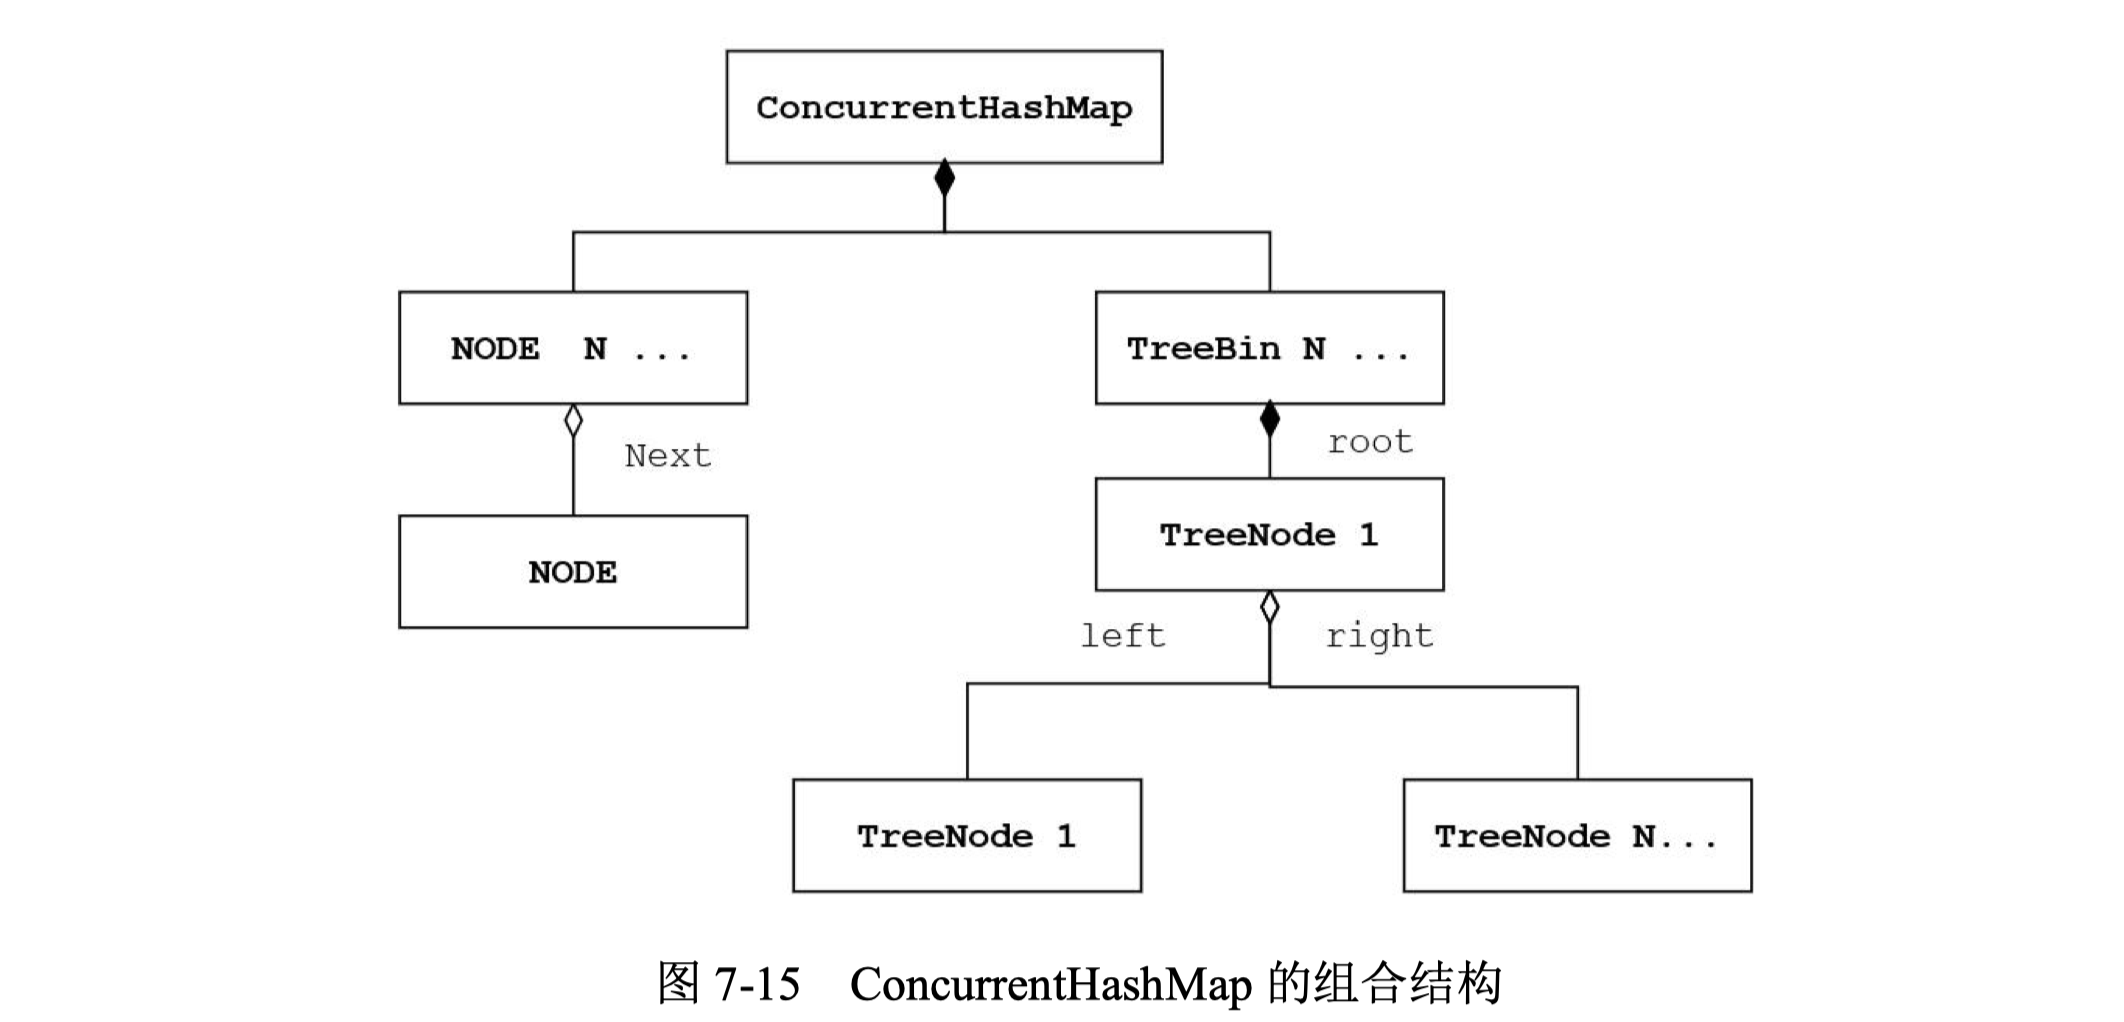 ConcurrentHashMap
NODE  N ...
TreeBin N ...
Next
root
NODE
TreeNode 1
left
right
TreeNode 1
TreeNode N...
图 7-15 ConcurrentHashMap 的组合结构